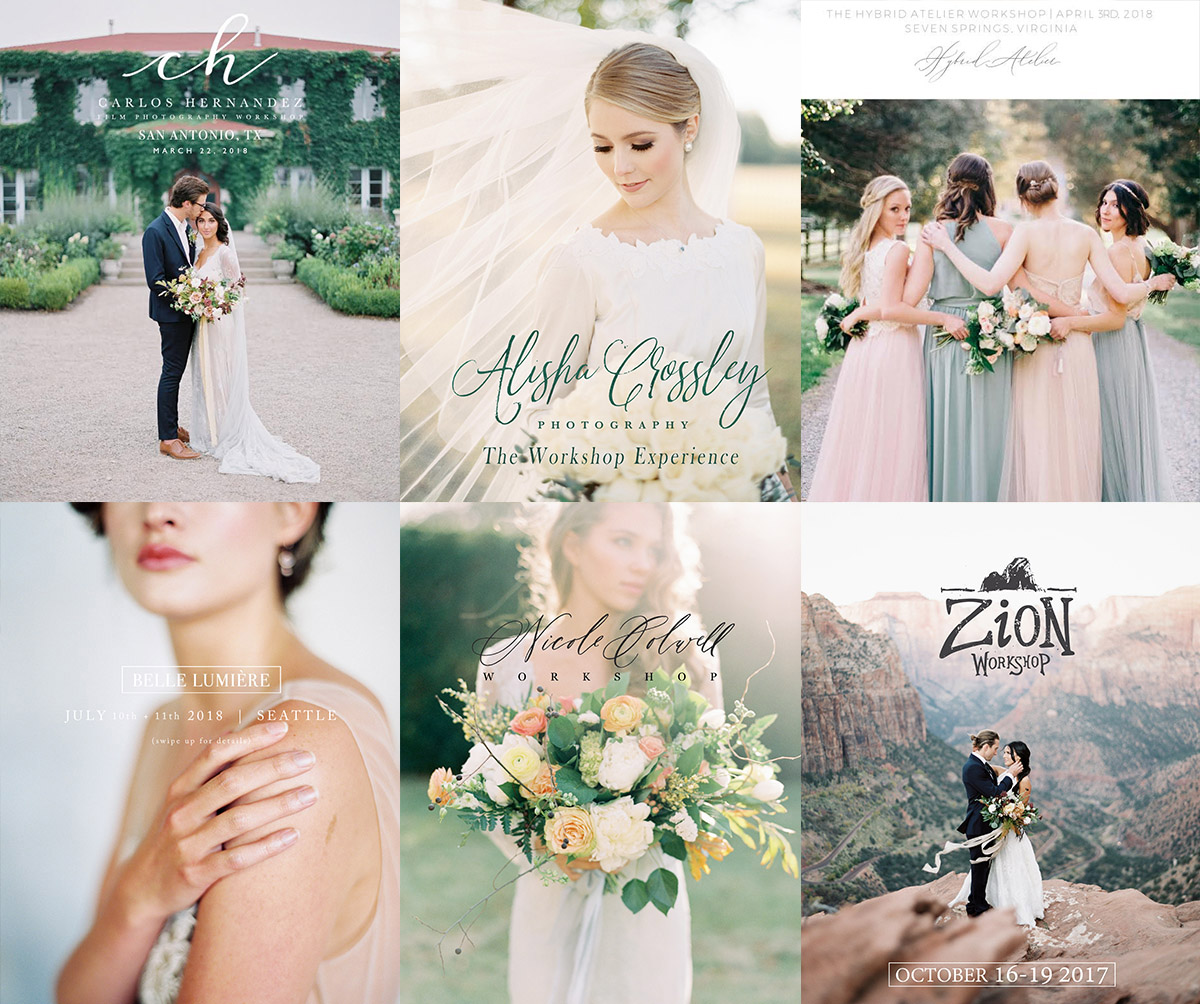 ch
CARLOS HERNANDEZ
FILM PHOTOGRAPHY WORKSHOP
SAN ANTONIO, TX
MARCH 22, 2018
Alisha Crossley
PHOTOGRAPHY
The Workshop Experience
THE HYBRID ATELIER WORKSHOP | APRIL 3RD, 2018
SEVEN SPRINGS, VIRGINIA
Hybrid Atelier
BELLE LUMIÈRE
JULY 10th + 11th 2018 | SEATTLE
(swipe up for details)
Nicole Colwell
WORKSHOP
ZION
WORKSHOP
OCTOBER 16-19 2017